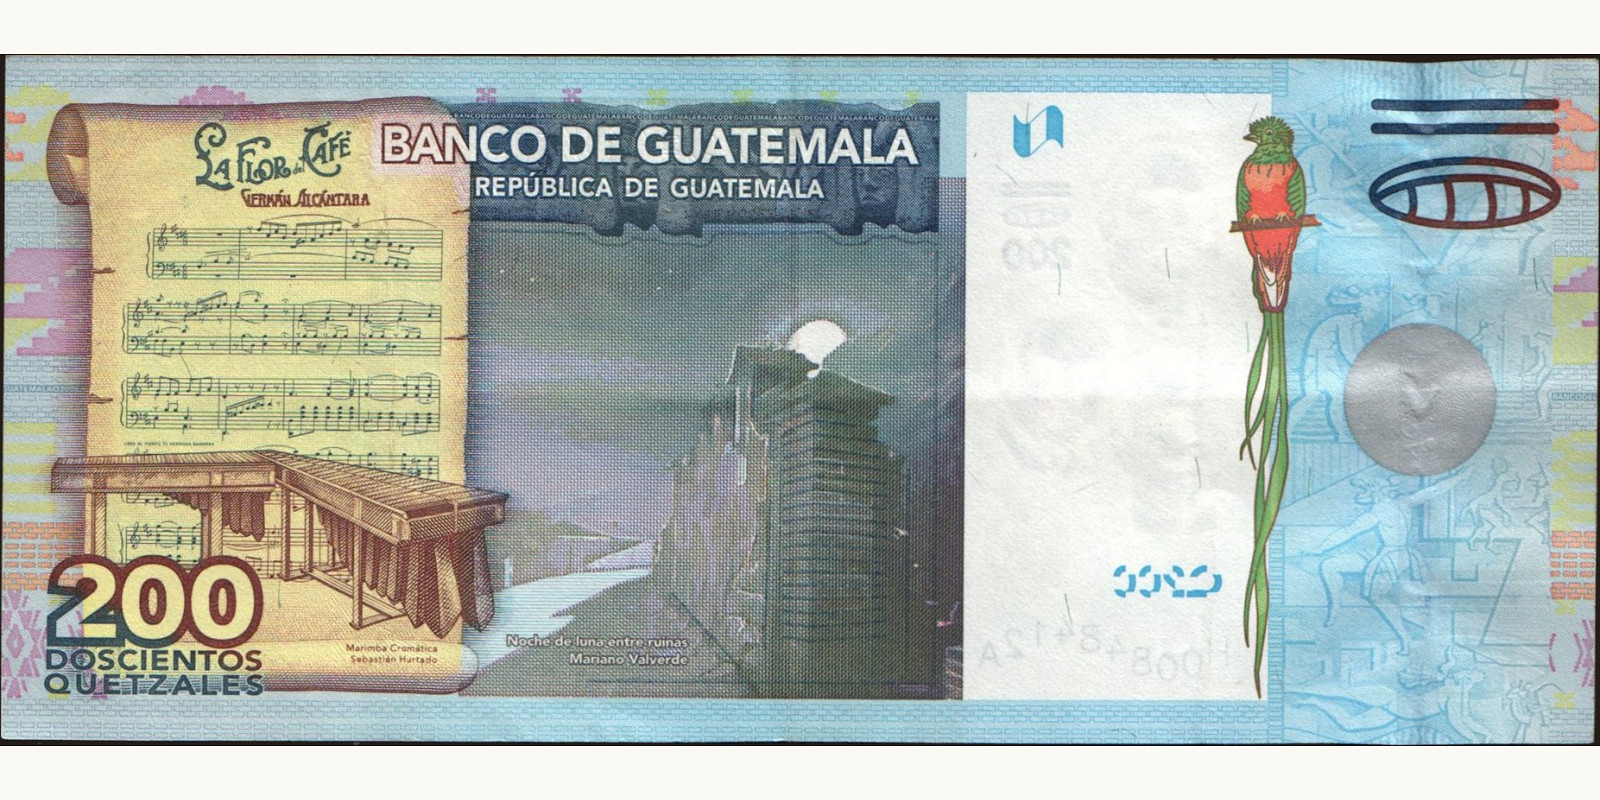 La Flor del Café
Germán Alcántara
BANCO DE GUATEMALA
REPÚBLICA DE GUATEMALA
200
DOSCIENTOS
QUETZALES
Marimba Cromática
Sebastián Hurtado
Noche de luna entre ruinas
Mariano Valverde